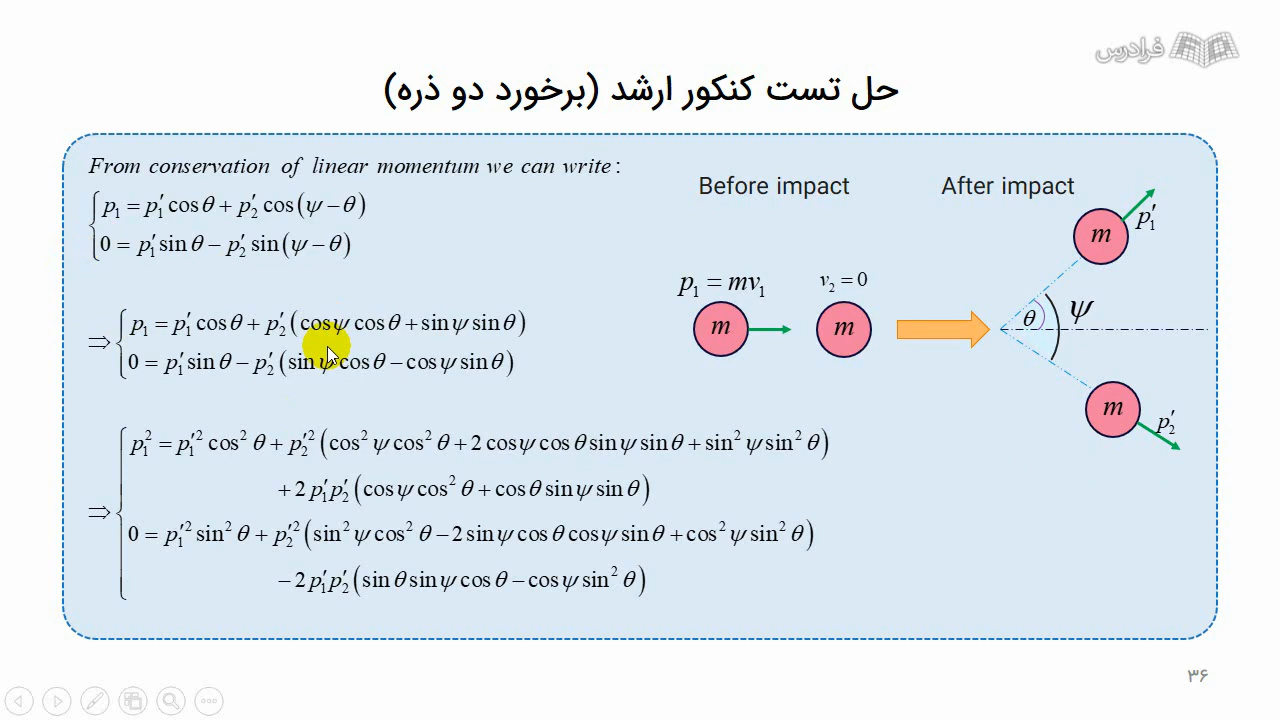 فرادرس
حل تست کنکور ارشد (برخورد دو ذره)
From conservation of linear momentum we can write:
p₁ = p₁′ cos θ + p₂′ cos(ψ − θ)
0 = p₁′ sin θ − p₂′ sin(ψ − θ)
⇒ p₁ = p₁′ cos θ + p₂′ (cos ψ cos θ + sin ψ sin θ)
0 = p₁′ sin θ − p₂′ (sin ψ cos θ − cos ψ sin θ)
⇒ p₁² = p₁′² cos² θ + p₂′² (cos² ψ cos² θ + 2 cos ψ cos θ sin ψ sin θ + sin² ψ sin² θ)
+ 2 p₁′ p₂′ (cos ψ cos² θ + cos θ sin ψ sin θ)
0 = p₁′² sin² θ + p₂′² (sin² ψ cos² θ − 2 sin ψ cos θ cos ψ sin θ + cos² ψ sin² θ)
− 2 p₁′ p₂′ (sin θ sin ψ cos θ − cos ψ sin² θ)
Before impact
p₁ = mv₁
v₂ = 0
m
m
After impact
m
p₁′
θ
ψ
m
p₂′
۳۶